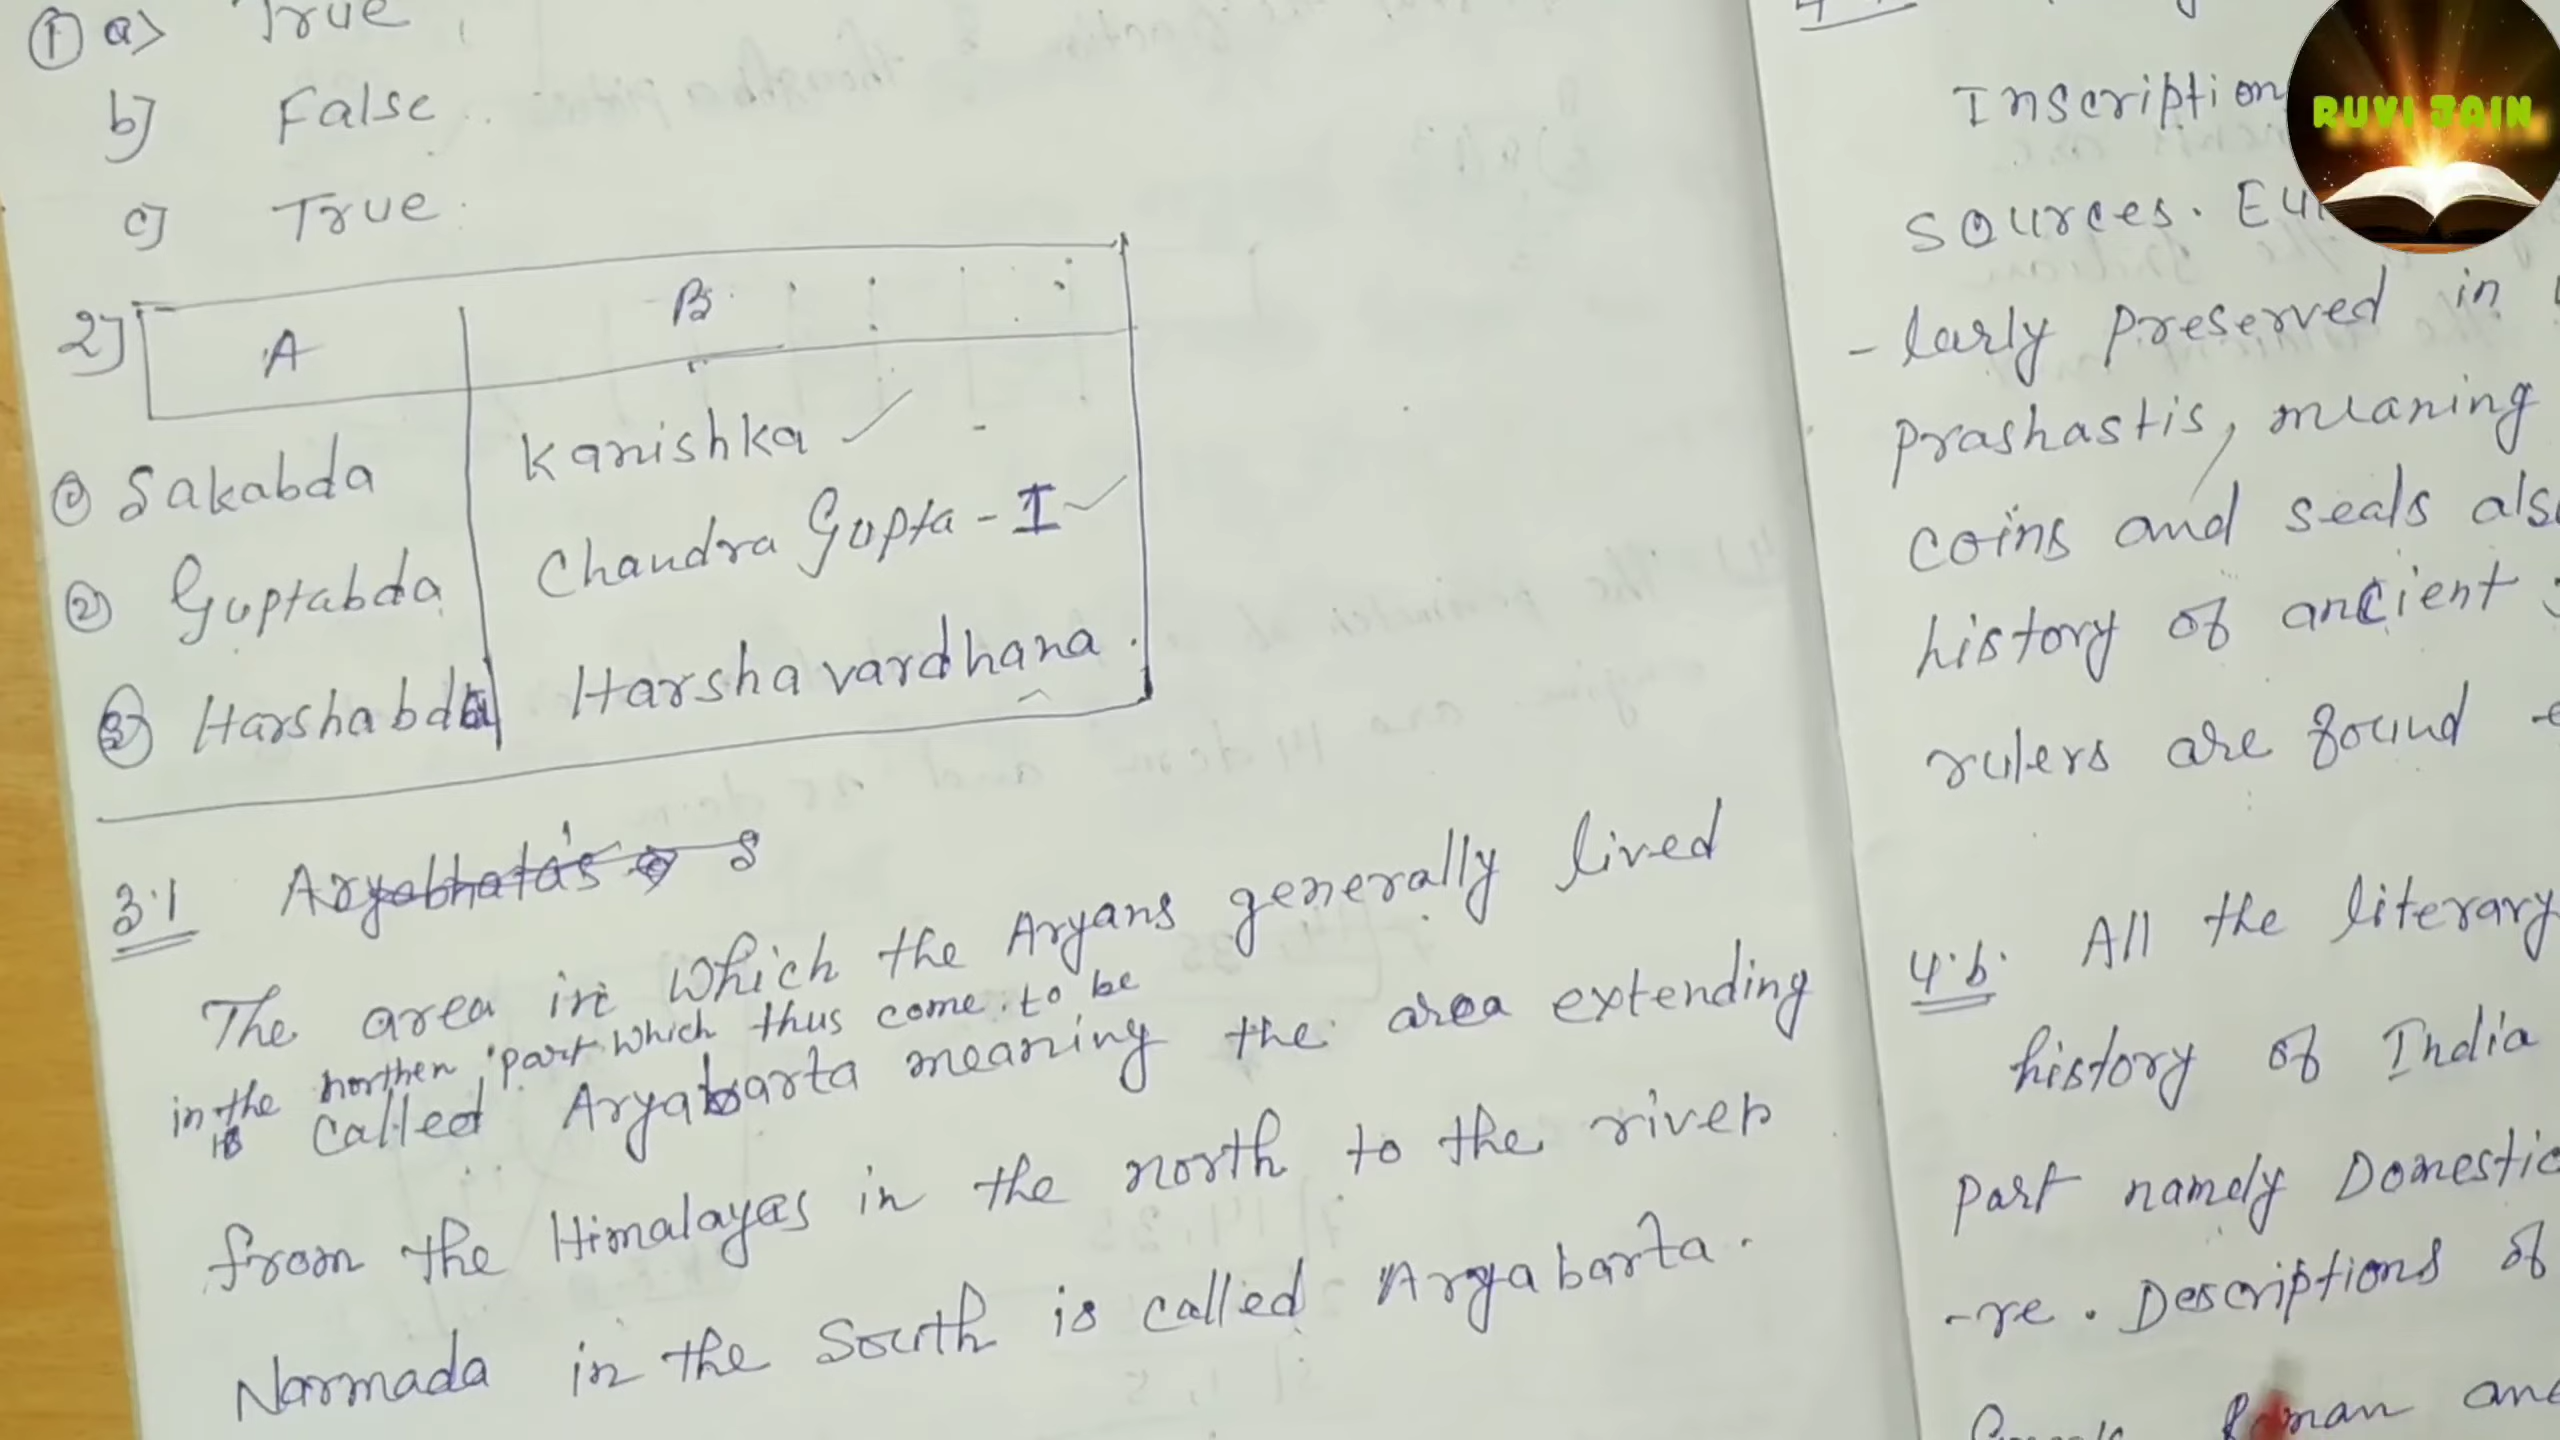 ① a> True
b] False
c] True
2] A B
① Sakabda Kanishka
② Guptabda Chandra Gupta - I
③ Harshabda Harshavardhana.
3.1
The area in which the Aryans generally lived
in the northen part which thus come to be
called Aryabarta meaning the area extending
from the Himalayas in the north to the river
Narmada in the South is called Aryabarta.
Inscription
sources.
- larly preserved in
prashastis, meaning
coins and seals
history of ancient
rulers are found
4.b. All the literary
history of India
part namely Domestic
-re. Descriptions of
Roman
RUVI JAIN